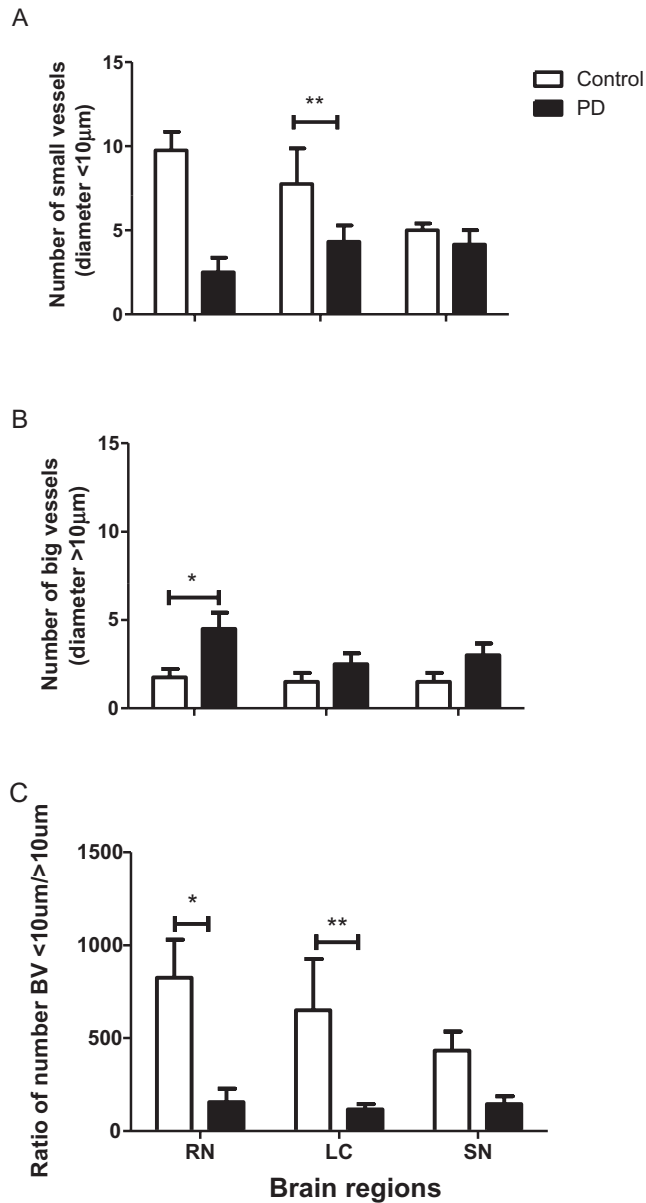 A
Number of small vessels
(diameter <10μm)
15
10
5
0
**
Control
PD
B
Number of big vessels
(diameter >10μm)
15
10
5
0
*
C
Ratio of number BV <10um/>10um
1500
1000
500
0
*
**
RN LC SN
Brain regions